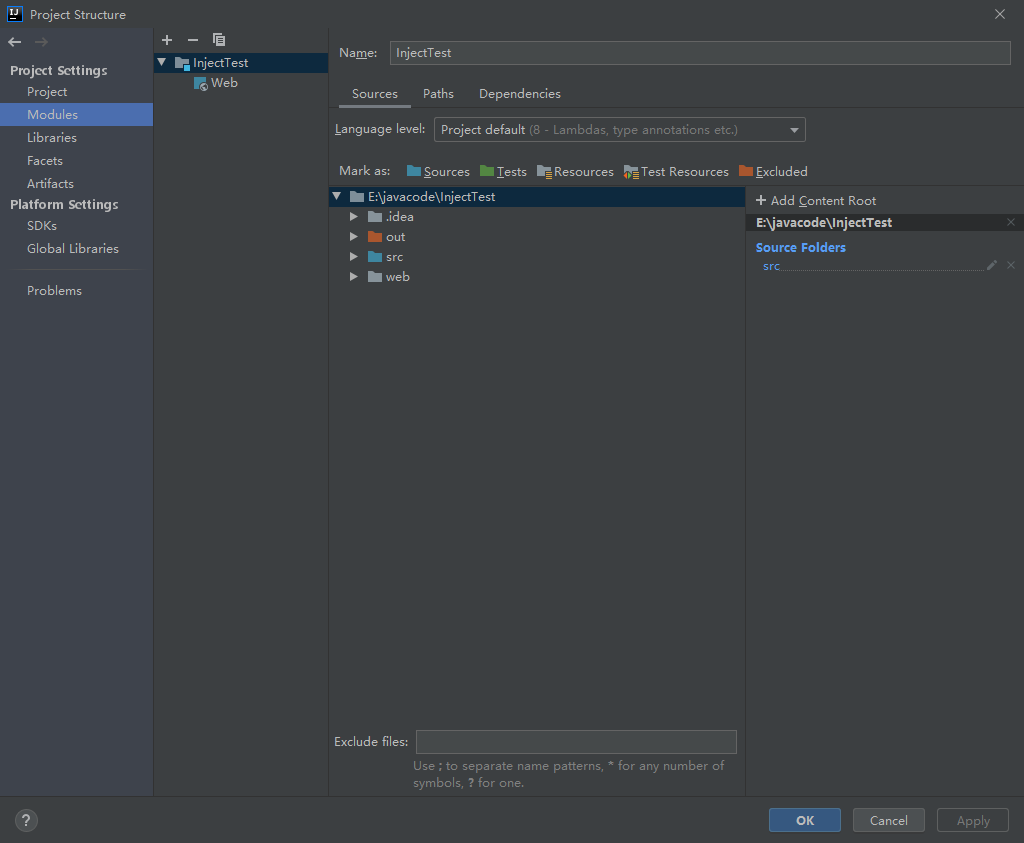 Project Structure
Project Settings
Project
Modules
Libraries
Facets
Artifacts
Platform Settings
SDKs
Global Libraries
Problems
InjectTest
Web
Name: InjectTest
Sources Paths Dependencies
Language level: Project default (8 - Lambdas, type annotations etc.)
Mark as: Sources Tests Resources Test Resources Excluded
E:\javacode\InjectTest
.idea
out
src
web
+ Add Content Root
E:\javacode\InjectTest
Source Folders
src
Exclude files:
Use ; to separate name patterns, * for any number of
symbols, ? for one.
? OK Cancel Apply